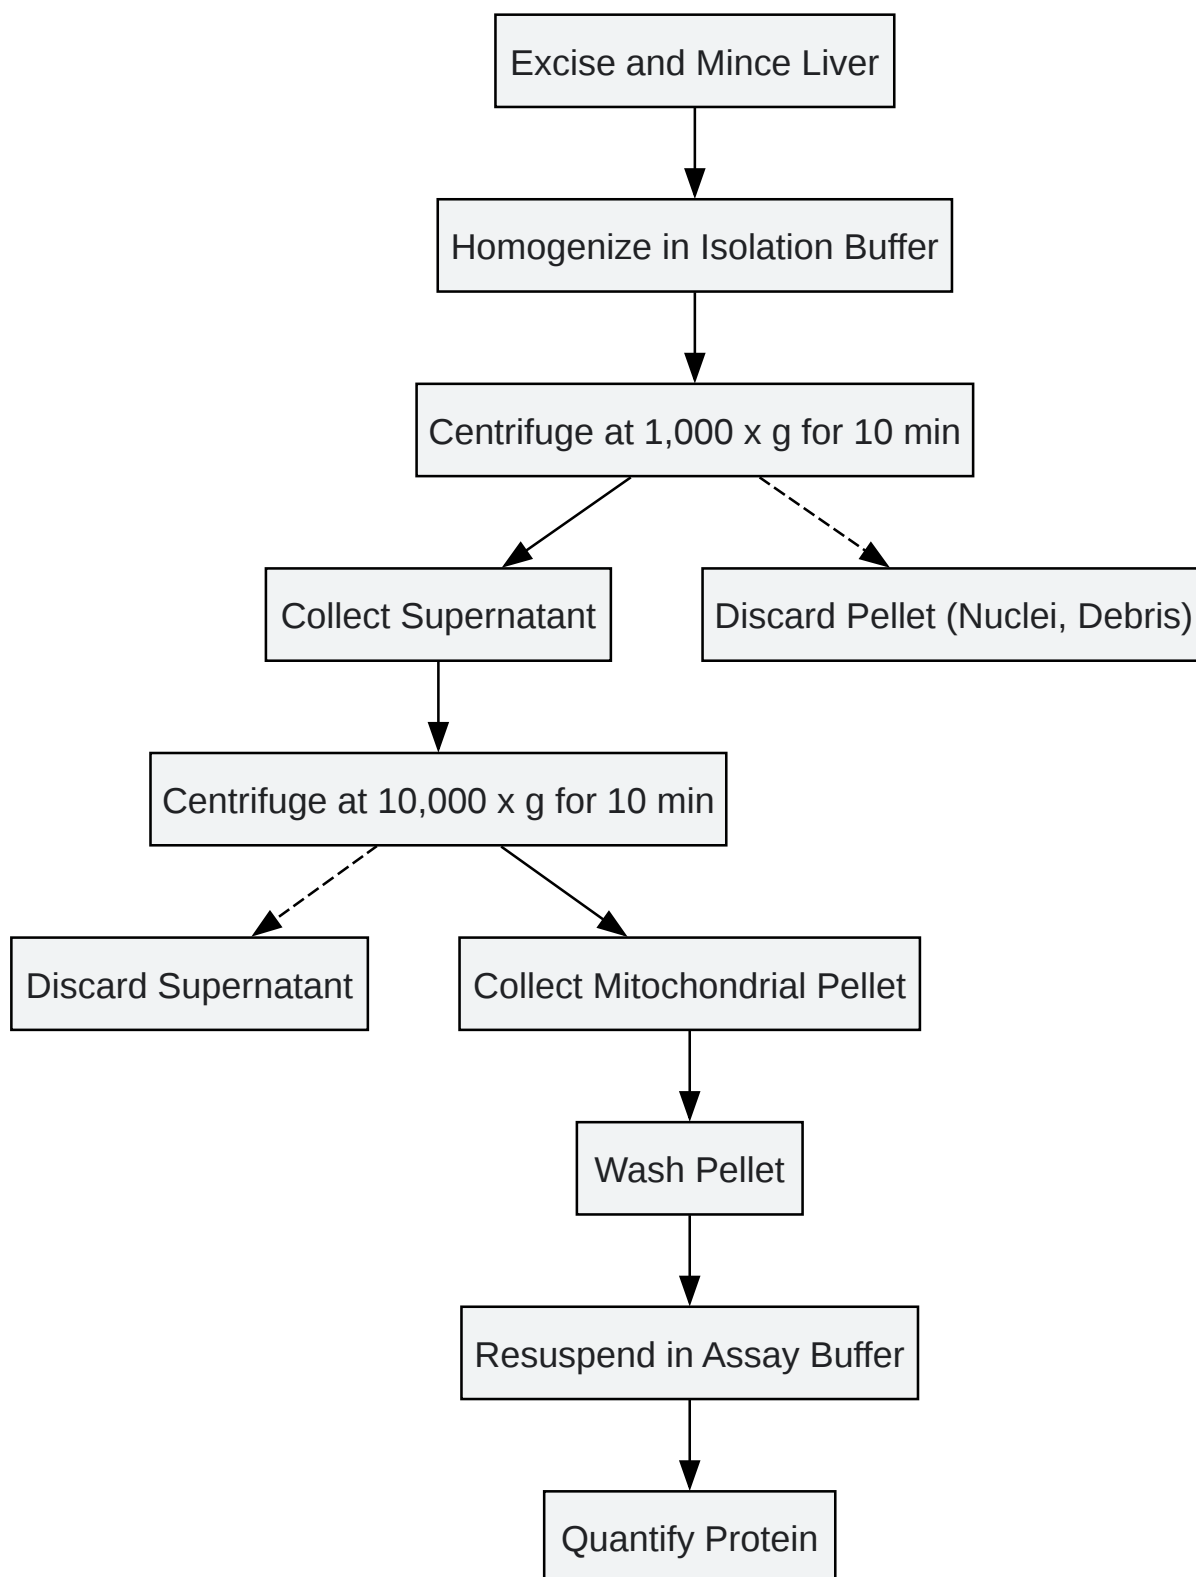 Excise and Mince Liver
Homogenize in Isolation Buffer
Centrifuge at 1,000 x g for 10 min
Collect Supernatant
Discard Pellet (Nuclei, Debris)
Centrifuge at 10,000 x g for 10 min
Discard Supernatant
Collect Mitochondrial Pellet
Wash Pellet
Resuspend in Assay Buffer
Quantify Protein